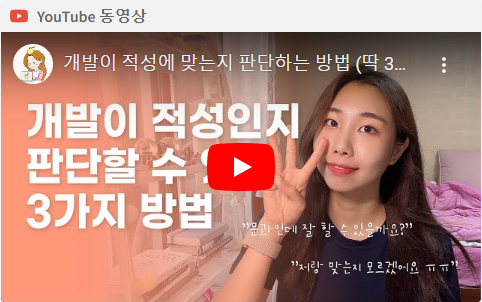 YouTube 동영상
개발이 적성에 맞는지 판단하는 방법 (딱 3...
개발이 적성인지
판단할 수
3가지 방법
"문과인데 잘 할 수 있을까요?"
"저랑 맞는지 모르겠어요 ㅠㅠ"